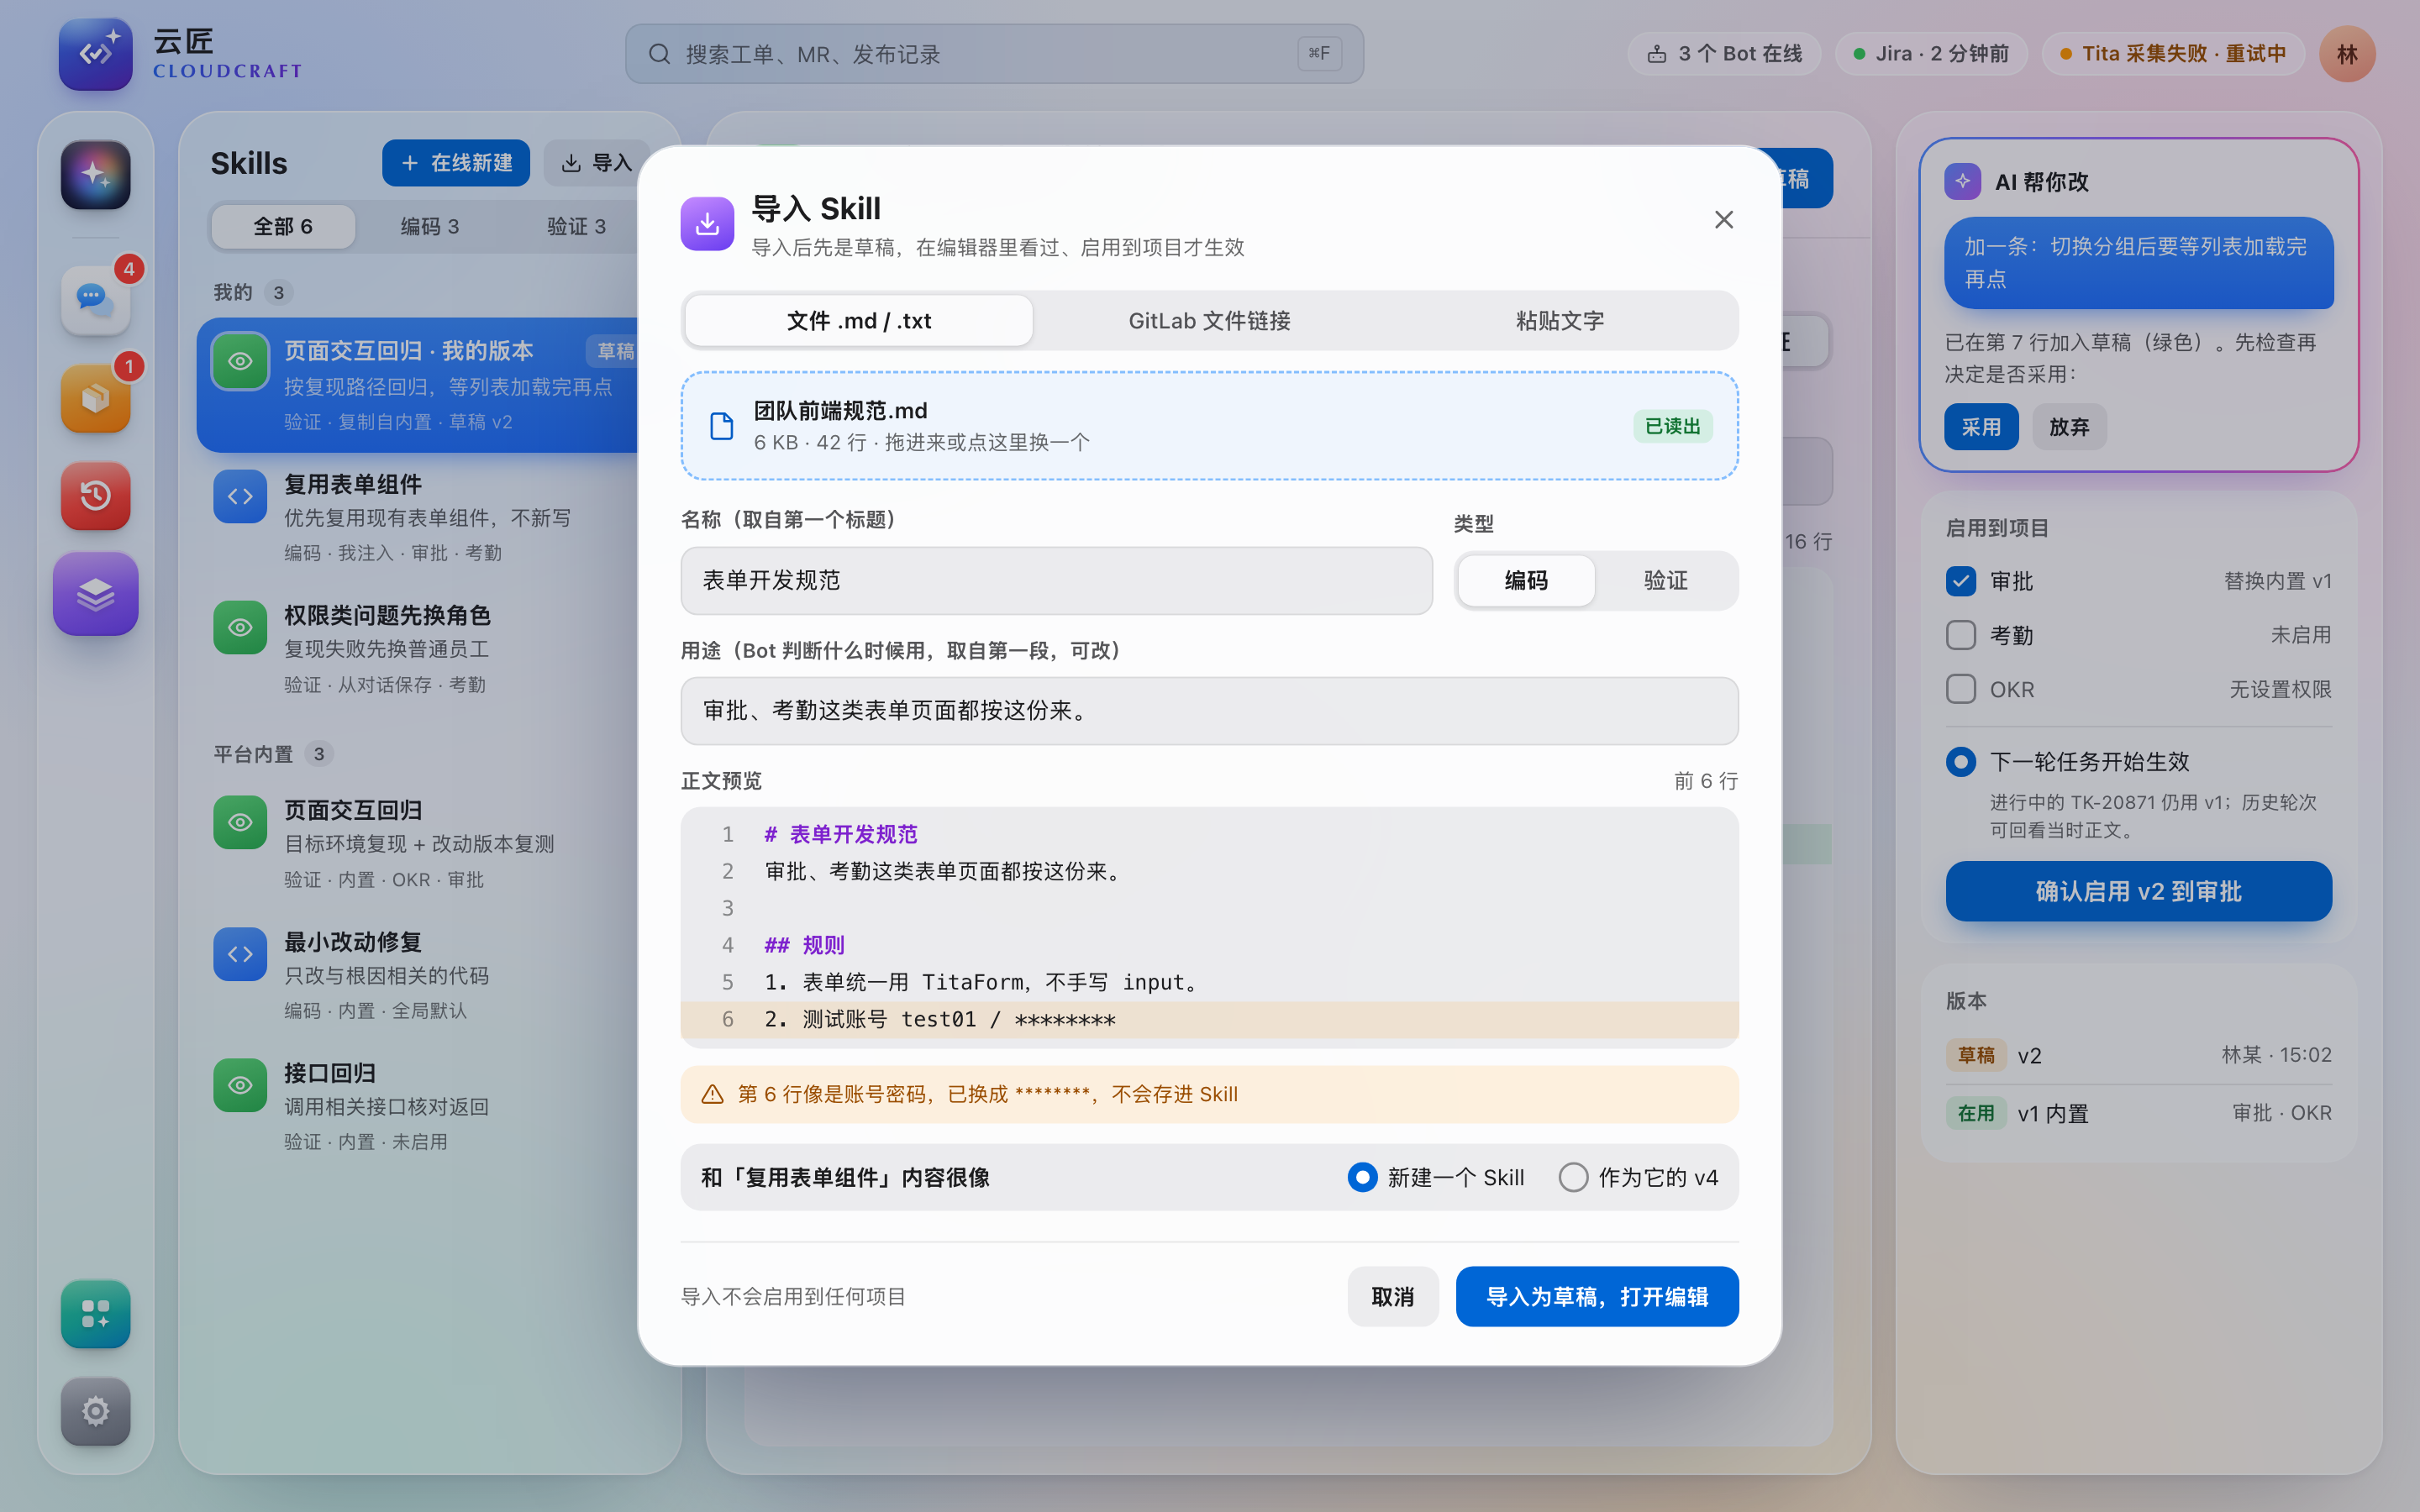 云匠
CLOUDCRAFT
搜索工单、MR、发布记录
⌘F
3 个 Bot 在线
Jira · 2 分钟前
Tita 采集失败 · 重试中
林
4
1
Skills
在线新建
导入
全部 6
编码 3
验证 3
我的 3
页面交互回归 · 我的版本
草稿
按复现路径回归，等列表加载完再点
验证 · 复制自内置 · 草稿 v2
复用表单组件
优先复用现有表单组件，不新写
编码 · 我注入 · 审批 · 考勤
权限类问题先换角色
复现失败先换普通员工
验证 · 从对话保存 · 考勤
平台内置 3
页面交互回归
目标环境复现 + 改动版本复测
验证 · 内置 · OKR · 审批
最小改动修复
只改与根因相关的代码
编码 · 内置 · 全局默认
接口回归
调用相关接口核对返回
验证 · 内置 · 未启用
导入 Skill
导入后先是草稿，在编辑器里看过、启用到项目才生效
文件 .md / .txt
GitLab 文件链接
粘贴文字
团队前端规范.md
6 KB · 42 行 · 拖进来或点这里换一个
已读出
名称（取自第一个标题）
表单开发规范
类型
编码
验证
用途（Bot 判断什么时候用，取自第一段，可改）
审批、考勤这类表单页面都按这份来。
正文预览
前 6 行
1 # 表单开发规范
2 审批、考勤这类表单页面都按这份来。
3
4 ## 规则
5 1. 表单统一用 TitaForm，不手写 input。
6 2. 测试账号 test01 / ********
第 6 行像是账号密码，已换成 ********，不会存进 Skill
和「复用表单组件」内容很像
新建一个 Skill
作为它的 v4
导入不会启用到任何项目
取消
导入为草稿，打开编辑
稿
16 行
AI 帮你改
加一条：切换分组后要等列表加载完
再点
已在第 7 行加入草稿（绿色）。先检查再
决定是否采用：
采用
放弃
启用到项目
审批
替换内置 v1
考勤
未启用
OKR
无设置权限
下一轮任务开始生效
进行中的 TK-20871 仍用 v1；历史轮次
可回看当时正文。
确认启用 v2 到审批
版本
草稿 v2
林某 · 15:02
在用 v1 内置
审批 · OKR